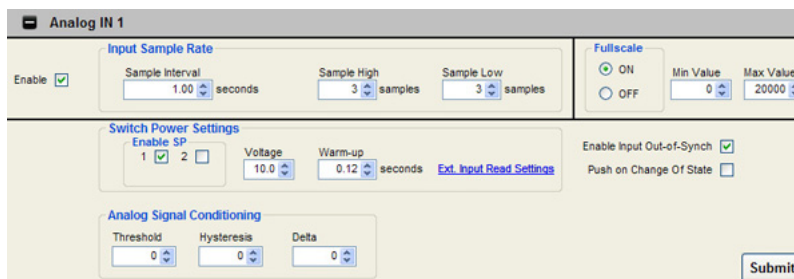 Analog IN 1
Input Sample Rate
Fullscale
Enable
Sample Interval
Sample High
Sample Low
ON
Min Value
Max Value
1.00 seconds
3 samples
3 samples
OFF
0
20000
Switch Power Settings
Enable SP
1 2
Voltage
Warm-up
Enable Input Out-of-Synch
10.0
0.12 seconds
Ext. Input Read Settings
Push on Change Of State
Analog Signal Conditioning
Threshold
Hysteresis
Delta
0
0
0
Submit